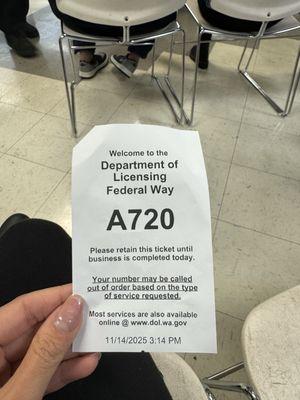 Welcome to the
Department of
Licensing
Federal Way
A720
Please retain this ticket until
business is completed today.
Your number may be called
out of order based on the type
of service requested.
Most services are also available
online @ www.dol.wa.gov
11/14/2025 3:14 PM